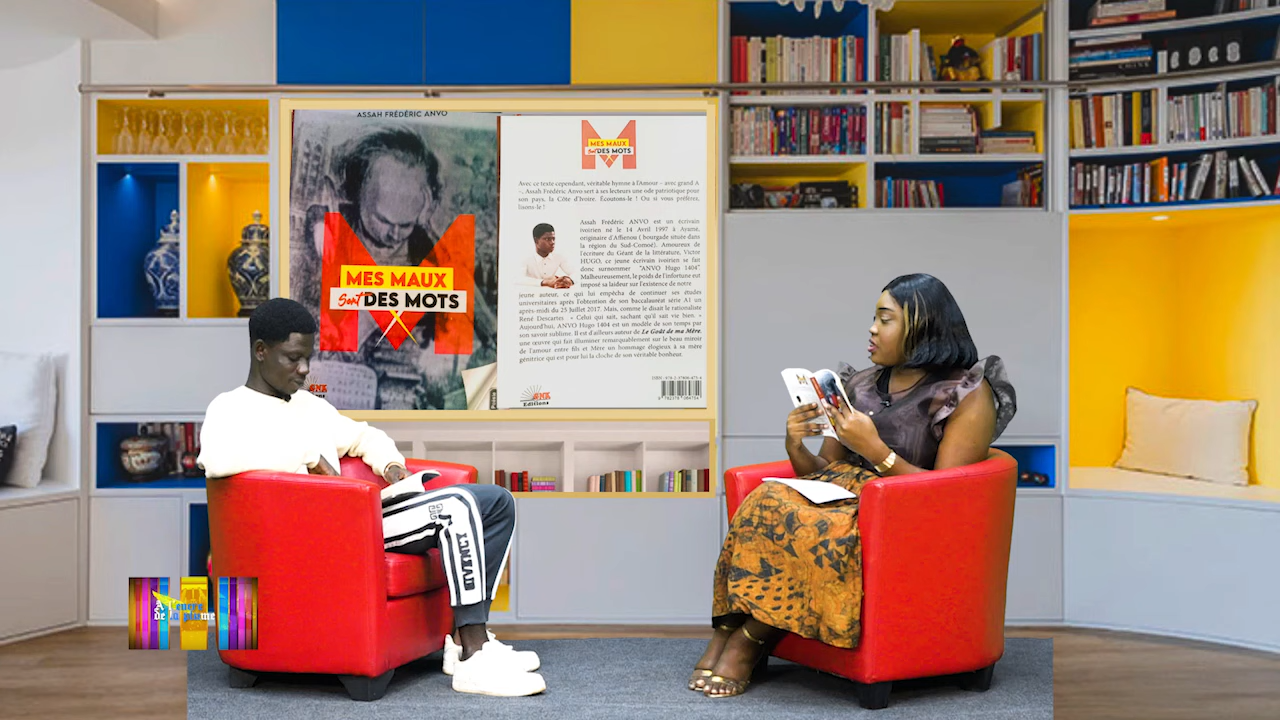 ASSAH FRÉDÉRIC ANVO
MES MAUX
Sont DES MOTS
MES MAUX
Sont DES MOTS
Avec ce texte cependant, véritable hymne à l'Amour – avec grand A
–, Assah Frédéric Anvo sert à ses lecteurs une ode patriotique pour
son pays, la Côte d'Ivoire. Écoutons-le ! Ou si vous préférez,
lisons-le !
Assah Frédéric ANVO est un écrivain
ivoirien né le 14 Avril 1997 à Ayamé,
originaire d'Affienou ( bourgade située dans
la région du Sud-Comoé). Amoureux de
l'écriture du Géant de la littérature, Victor
HUGO, ce jeune écrivain ivoirien se fait
donc surnommer "ANVO Hugo 1404".
Malheureusement, le poids de l'infortune est
imposé sa laideur sur l'existence de notre
jeune auteur, ce qui lui empêcha de continuer ses études
universitaires après l'obtention de son baccalauréat série A1 un
après-midi du 25 Juillet 2017. Mais, comme le disait le rationaliste
René Descartes « Celui qui sait, sachant qu'il sait vie bien. »
Aujourd'hui, ANVO Hugo 1404 est un modèle de son temps par
son savoir sublime. Il est d'ailleurs auteur de Le Goût de ma Mère,
une œuvre qui fait illuminer remarquablement sur le beau miroir
de l'amour entre fils et Mère un hommage élogieux à sa mère
génitrice qui est pour lui la cloche de son véritable bonheur.
Editions
A l'encre
de la plume